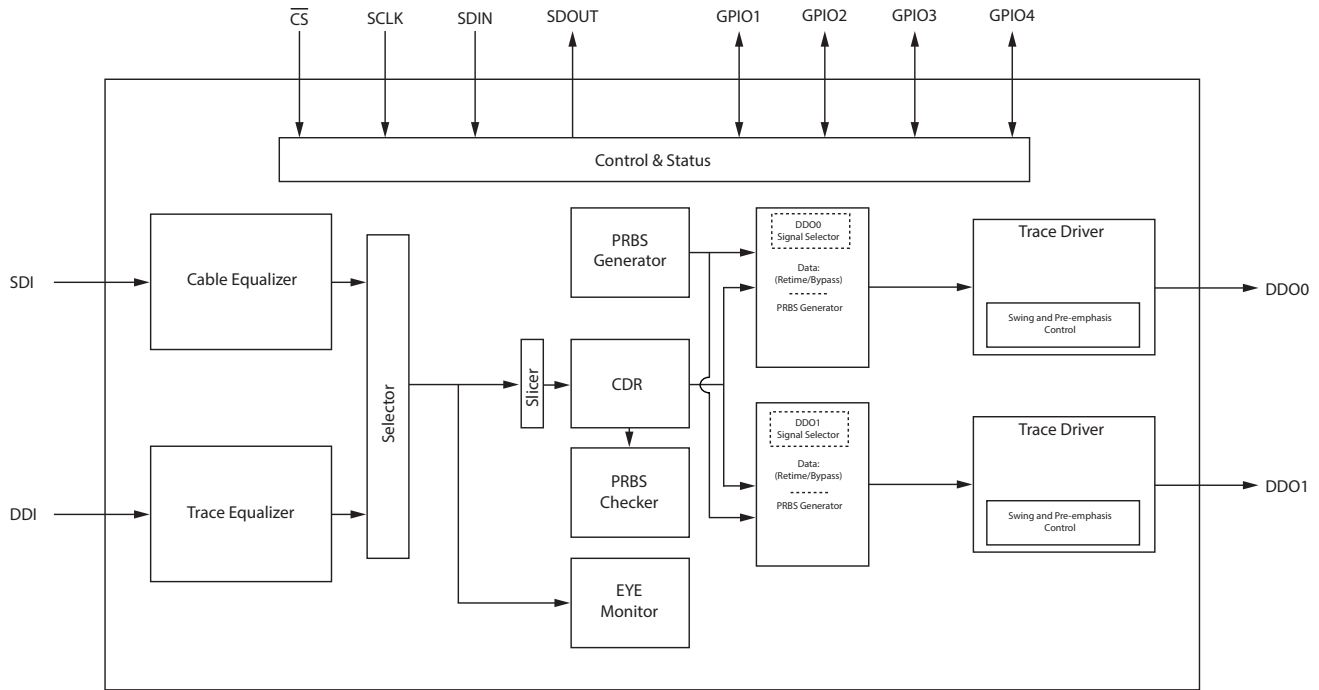 CS SCLK SDIN SDOUT GPIO1 GPIO2 GPIO3 GPIO4
Control & Status
SDI
Cable Equalizer
DDI
Trace Equalizer
Selector
Slicer
PRBS
Generator
CDR
PRBS
Checker
EYE
Monitor
DDO0
Signal Selector
Data:
(Retime/Bypass)
PRBS Generator
DDO1
Signal Selector
Data:
(Retime/Bypass)
PRBS Generator
Trace Driver
Swing and Pre-emphasis
Control
DDO0
Trace Driver
Swing and Pre-emphasis
Control
DDO1